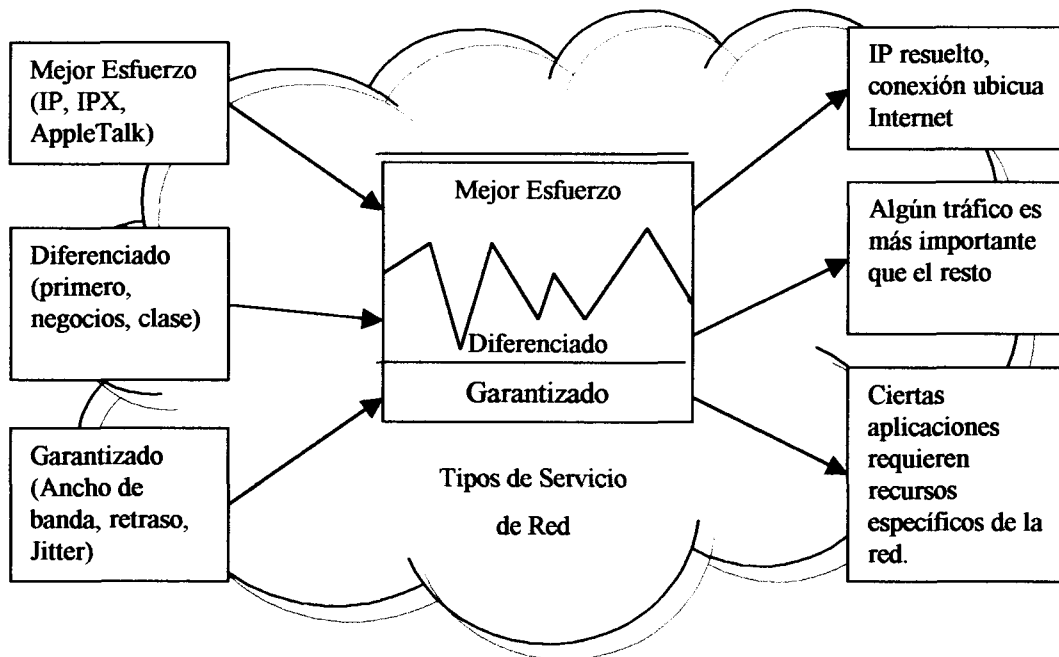 Mejor Esfuerzo
(IP, IPX,
AppleTalk)
Diferenciado
(primero,
negocios, clase)
Garantizado
(Ancho de
banda, retraso,
Jitter)
Mejor Esfuerzo
Diferenciado
Garantizado
Tipos de Servicio
de Red
IP resuelto,
conexión ubicua
Internet
Algún tráfico es
más importante
que el resto
Ciertas
aplicaciones
requieren
recursos
específicos de la
red.